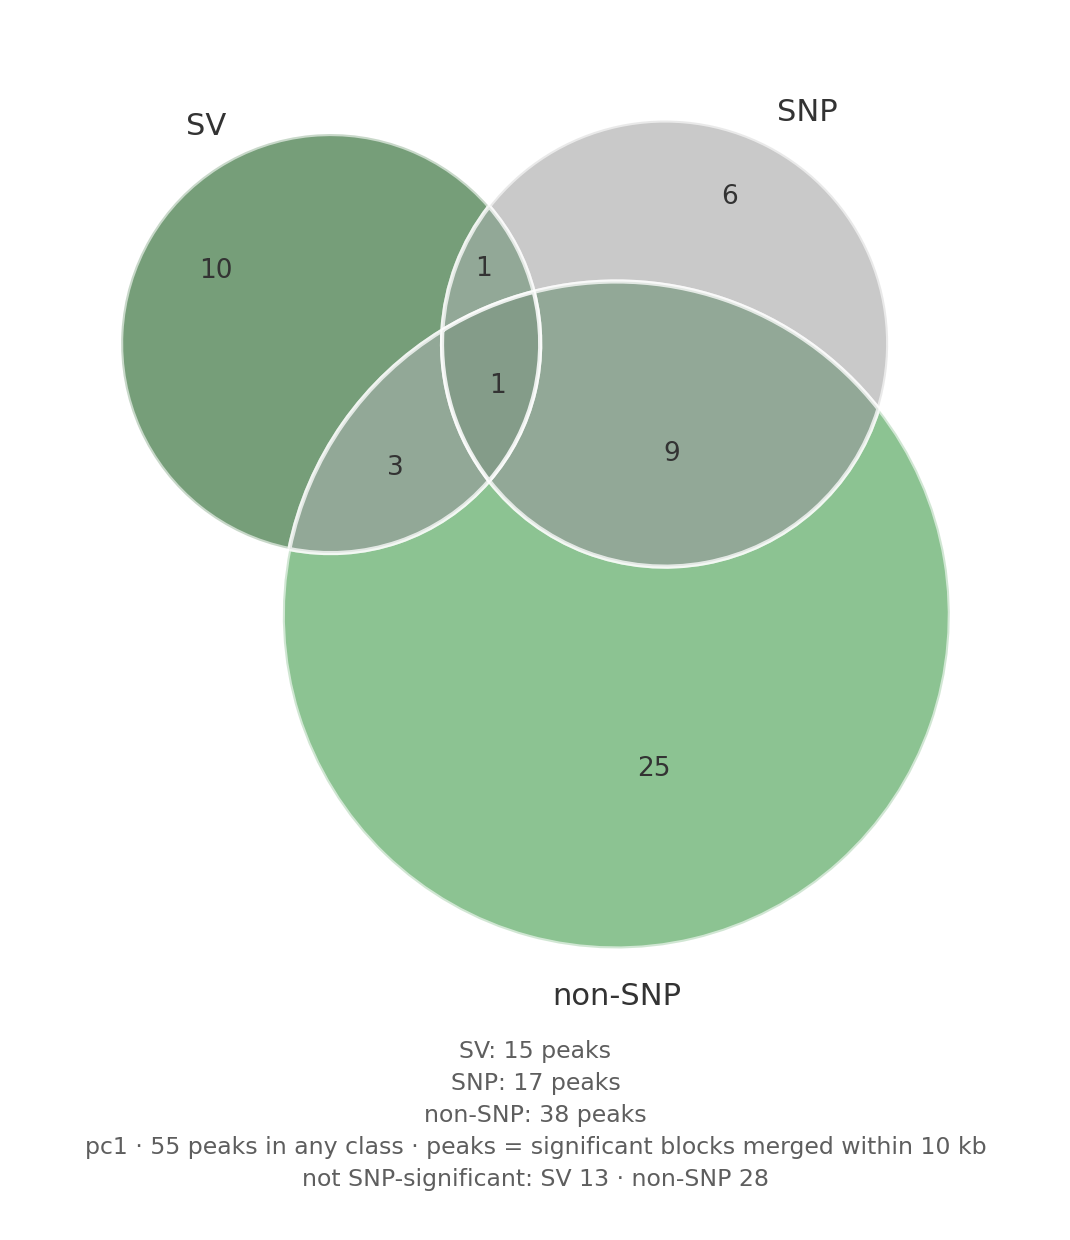 SNP
SV
6
10
1
1
9
3
25
non-SNP
SV: 15 peaks
SNP: 17 peaks
non-SNP: 38 peaks
pc1 · 55 peaks in any class · peaks = significant blocks merged within 10 kb
not SNP-significant: SV 13 · non-SNP 28